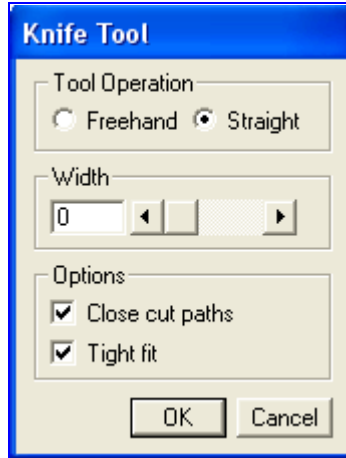 Knife Tool
Tool Operation
Freehand Straight
Width
0
Options
Close cut paths
Tight fit
OK Cancel